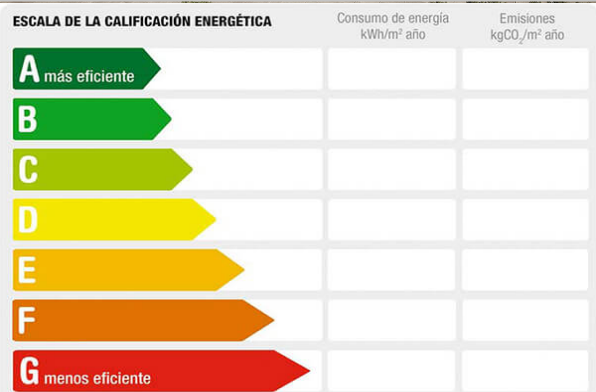 ESCALA DE LA CALIFICACIÓN ENERGÉTICA
Consumo de energía
kWh/m² año
Emisiones
kgCO₂/m² año
A más eficiente
B
C
D
E
F
G menos eficiente